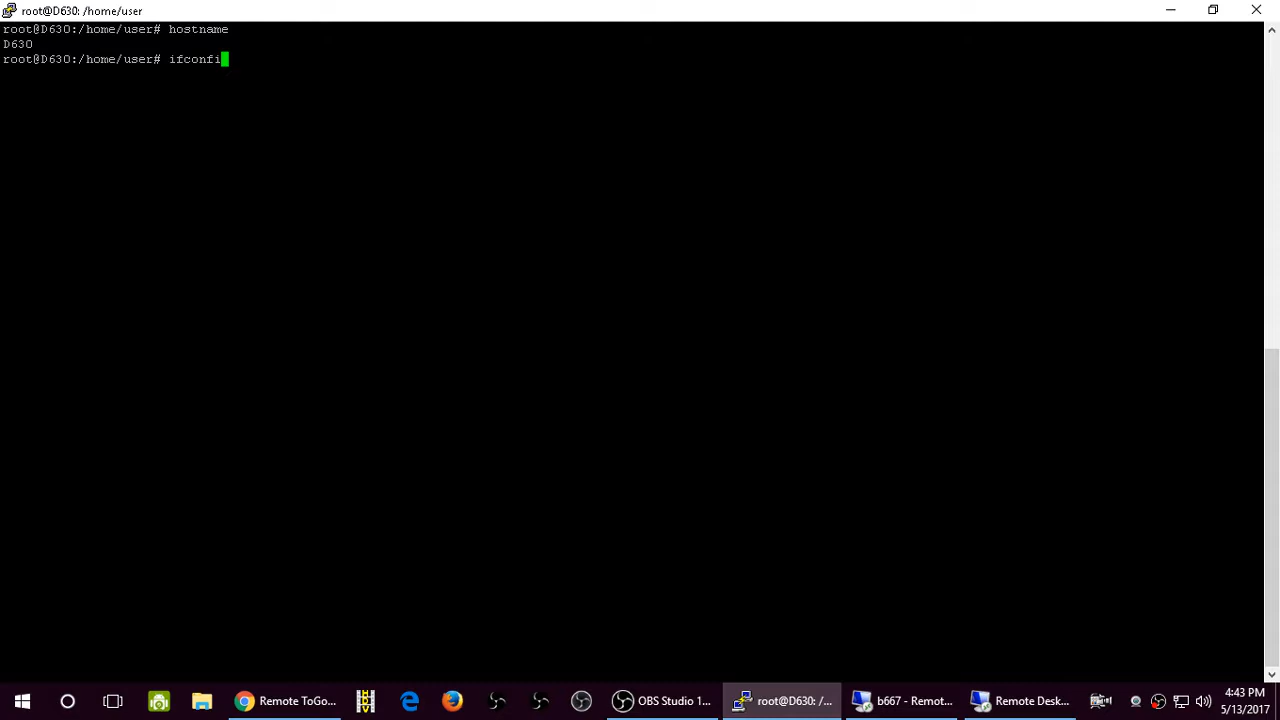 root@D630: /home/user
root@D630:/home/user# hostname
D630
root@D630:/home/user# ifconfi
Remote ToGo...
OBS Studio 1...
root@D630: /...
b667 - Remot...
Remote Desk...
4:43 PM
5/13/2017